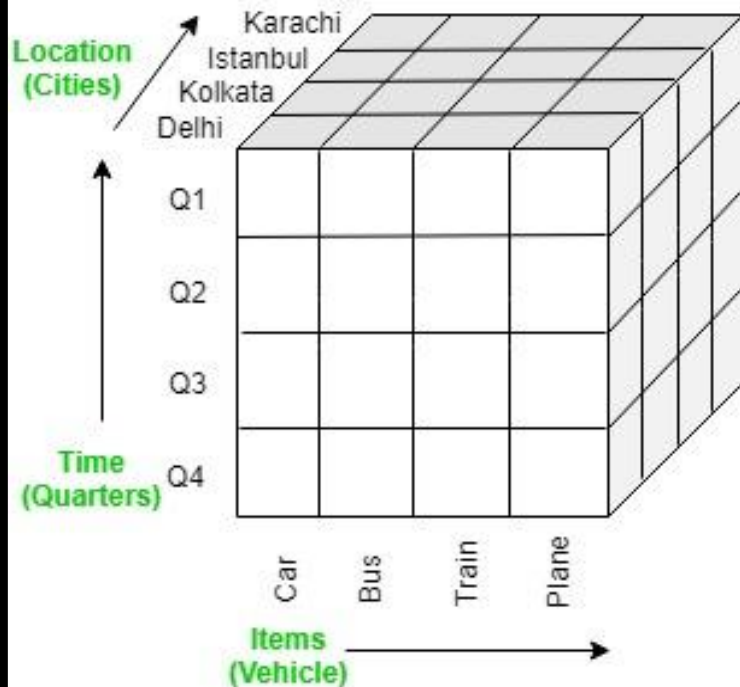 Karachi
Location
(Cities)
Istanbul
Kolkata
Delhi
Q1
Q2
Q3
Time
(Quarters)
Q4
Car
Bus
Train
Plane
Items
(Vehicle)